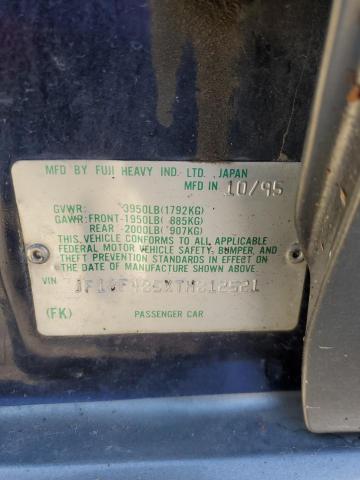 MFD BY FUJI HEAVY IND. LTD., JAPAN
MFD IN 10/95
GVWR: 3950LB(1792KG)
GAWR: FRONT-1950LB( 885KG)
REAR -2000LB( 907KG)
THIS VEHICLE CONFORMS TO ALL APPLICABLE
FEDERAL MOTOR VEHICLE SAFETY, BUMPER, AND
THEFT PREVENTION STANDARDS IN EFFECT ON THE
DATE OF MANUFACTURE SHOWN ABOVE.
VIN:
(FK) PASSENGER CAR